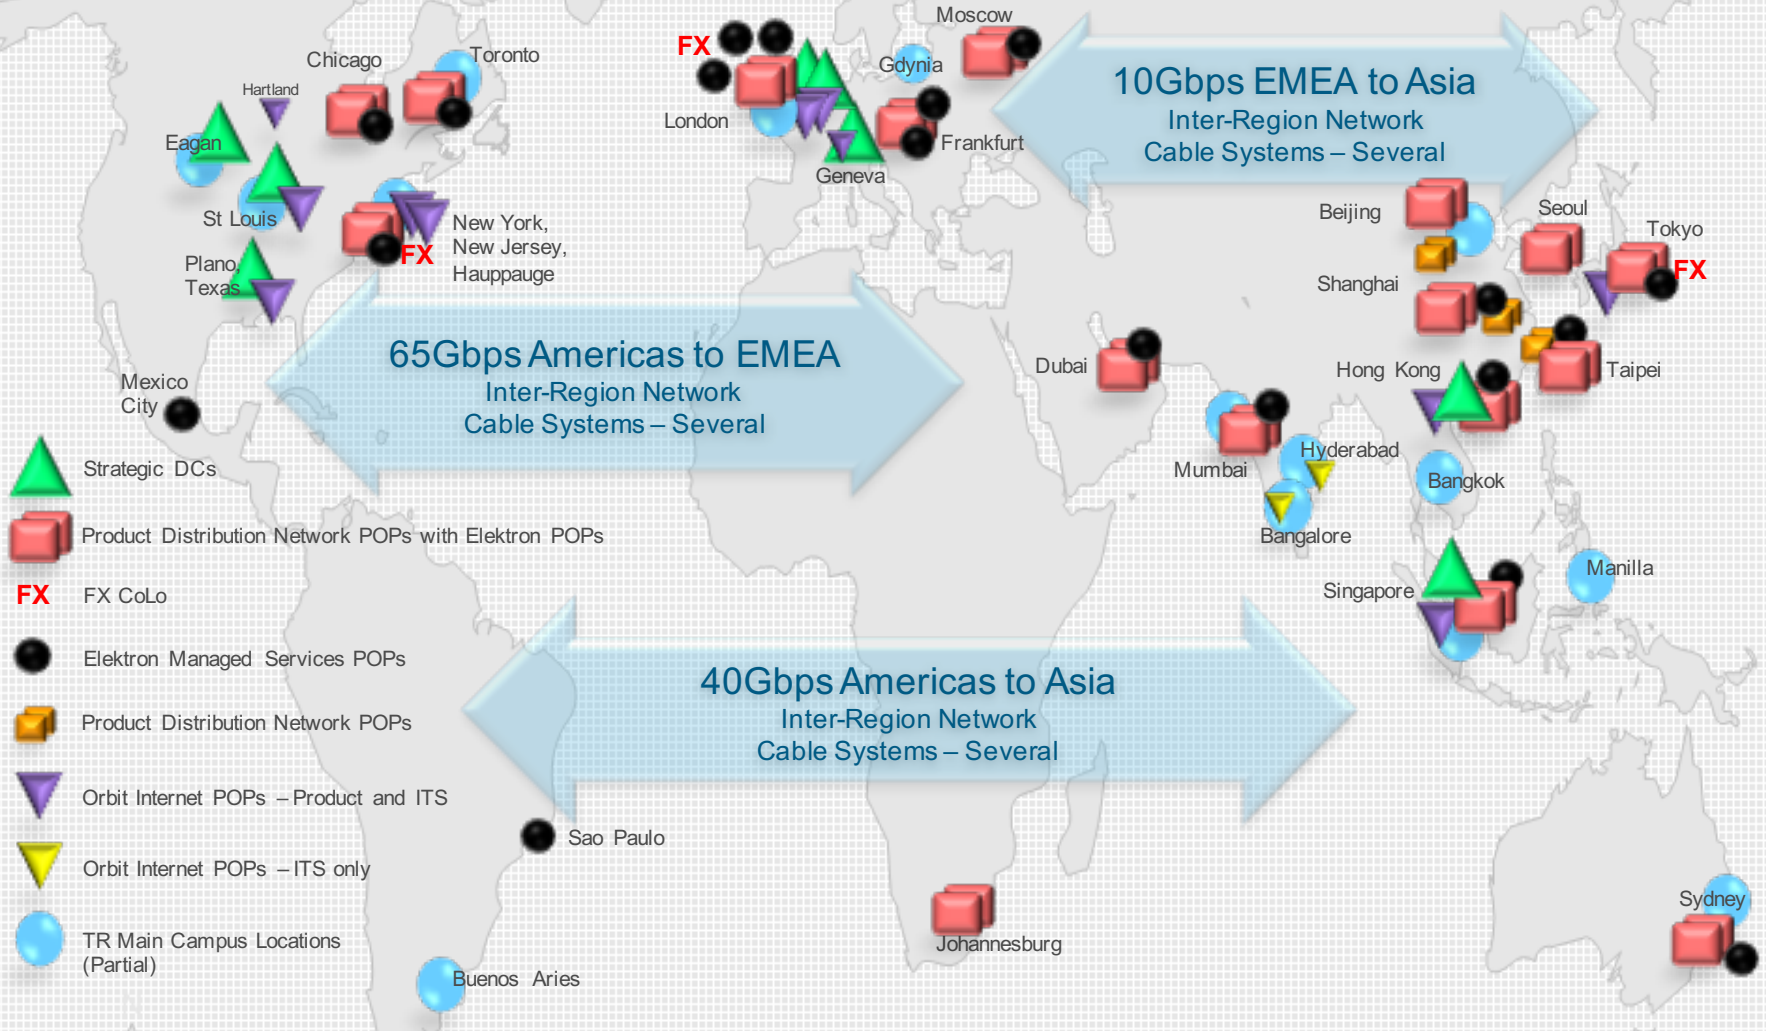 Moscow
FX
Chicago
Toronto
Gdynia
Hartland
10Gbps EMEA to Asia
Inter-Region Network
Cable Systems – Several
London
Eagan
Frankfurt
Geneva
St Louis
New York,
New Jersey,
Hauppauge
FX
Plano,
Texas
Beijing
Seoul
Tokyo
FX
Shanghai
65Gbps Americas to EMEA
Inter-Region Network
Cable Systems – Several
Dubai
Hong Kong
Taipei
Mexico
City
Mumbai
Hyderabad
Bangkok
Bangalore
Manilla
Singapore
Strategic DCs
Product Distribution Network POPs with Elektron POPs
FX
FX CoLo
Elektron Managed Services POPs
Product Distribution Network POPs
Orbit Internet POPs – Product and ITS
Orbit Internet POPs – ITS only
TR Main Campus Locations
(Partial)
40Gbps Americas to Asia
Inter-Region Network
Cable Systems – Several
Sao Paulo
Johannesburg
Buenos Aries
Sydney